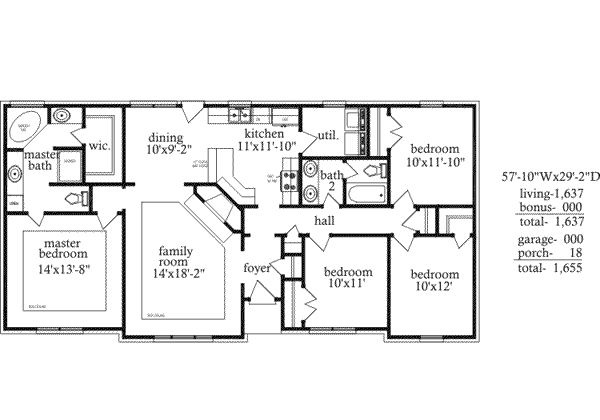 dining
10'x9'-2"
kitchen
11'x11'-10"
util.
bedroom
10'x11'-10"
wic.
master
bath
bath
2
master
bedroom
14'x13'-8"
family
room
14'x18'-2"
hall
foyer
bedroom
10'x11'
bedroom
10'x12'
57'-10"Wx29'-2"D
living-1,637
bonus- 000
total- 1,637
garage- 000
porch- 18
total- 1,655